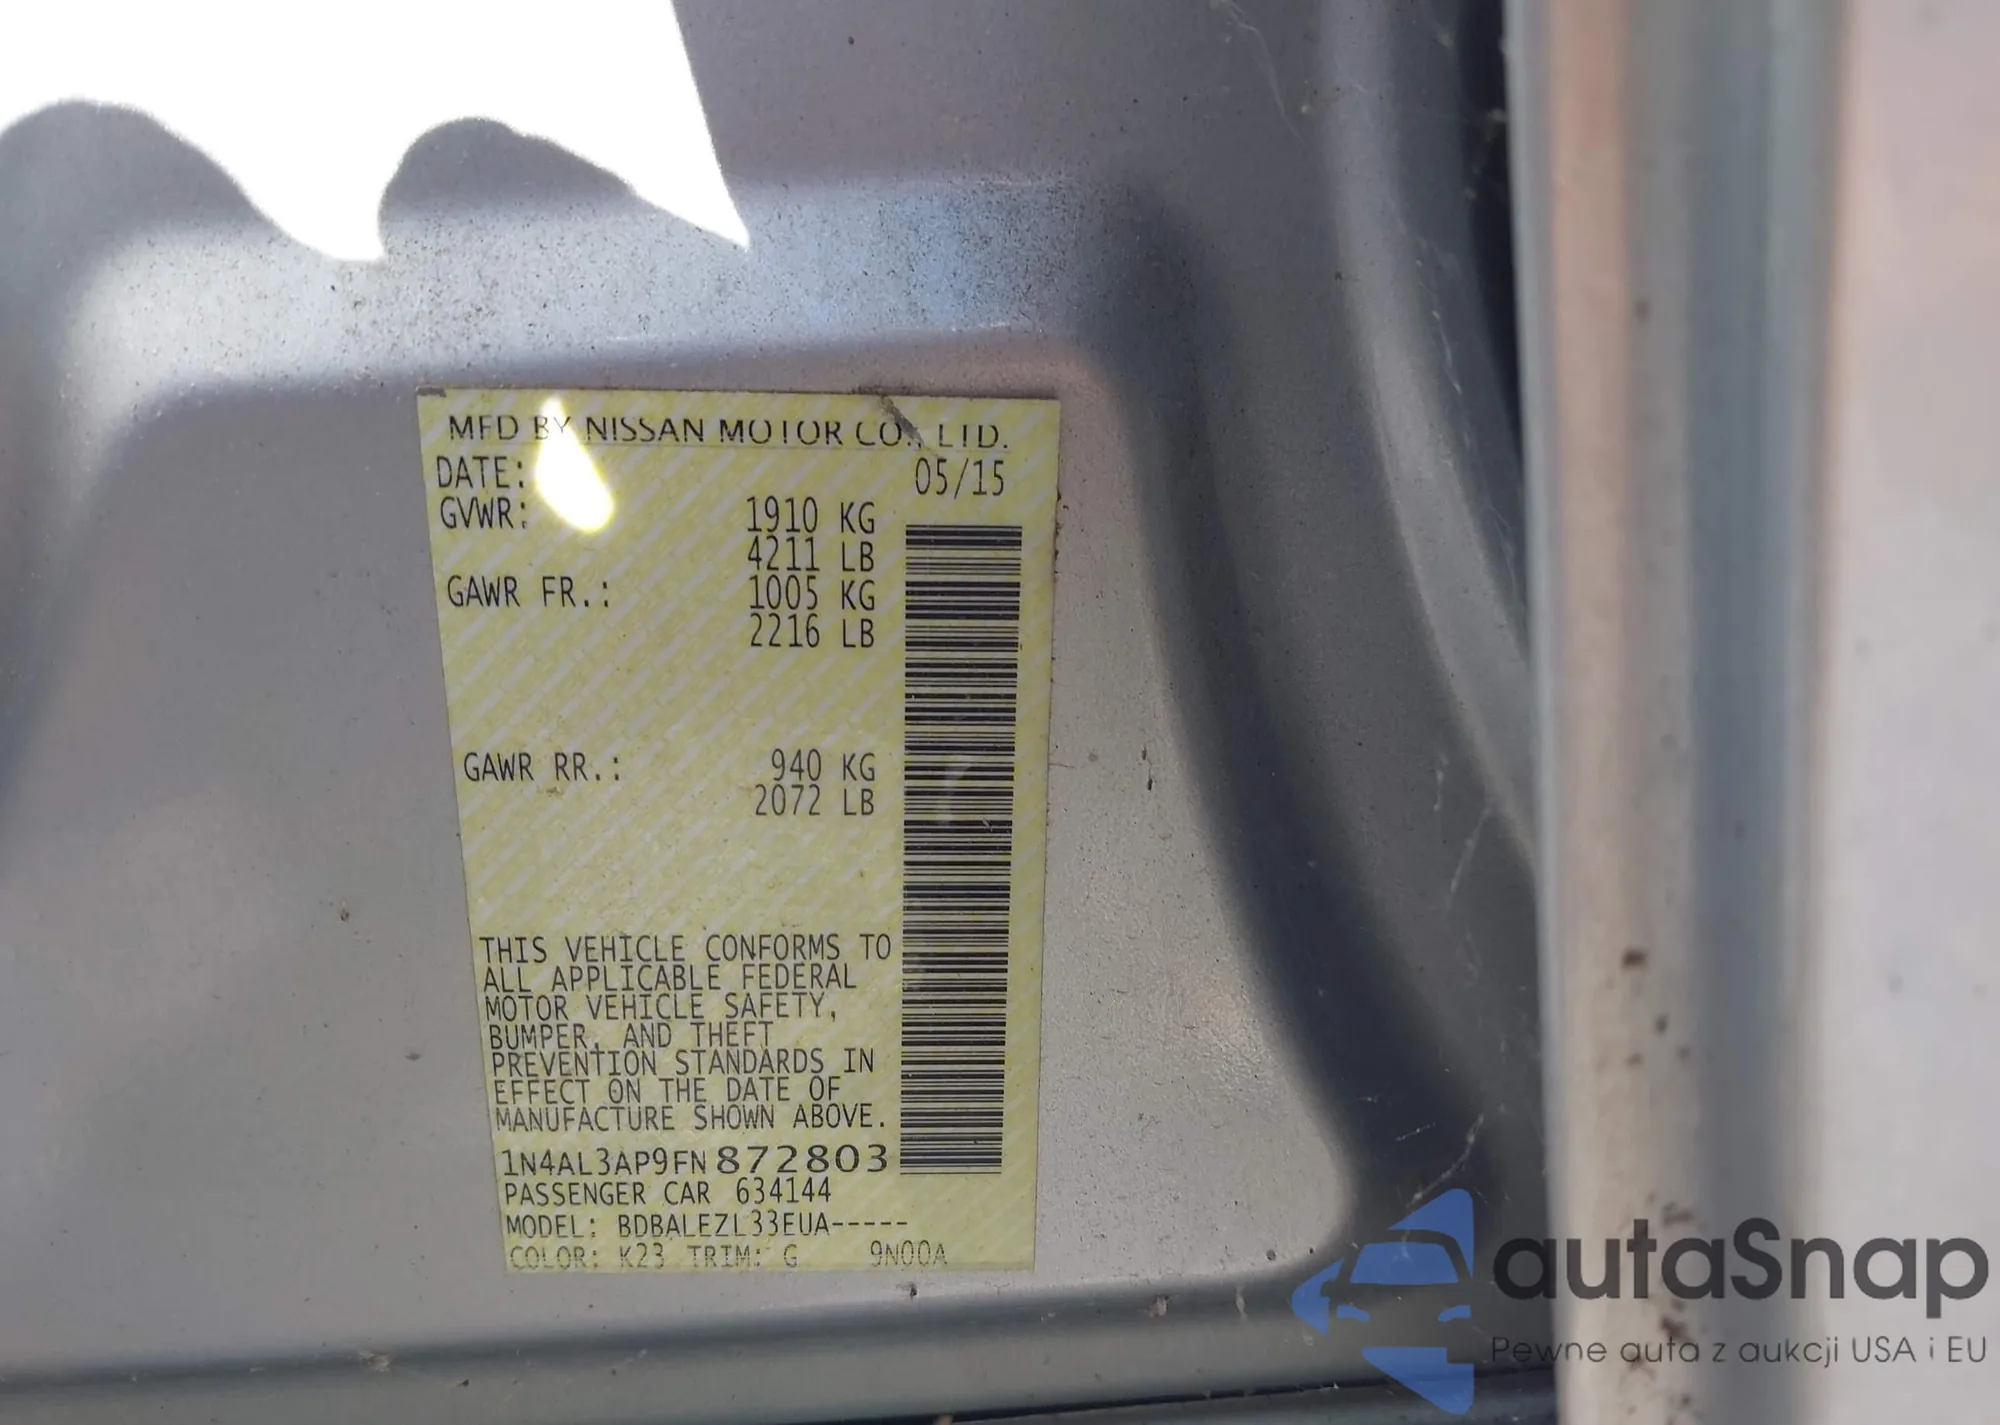 MFD BY NISSAN MOTOR CO., LTD.
DATE: 05/15
GVWR: 1910 KG
4211 LB
GAWR FR.: 1005 KG
2216 LB
GAWR RR.: 940 KG
2072 LB
THIS VEHICLE CONFORMS TO
ALL APPLICABLE FEDERAL
MOTOR VEHICLE SAFETY,
BUMPER, AND THEFT
PREVENTION STANDARDS IN
EFFECT ON THE DATE OF
MANUFACTURE SHOWN ABOVE.
1N4AL3AP9FN872803
PASSENGER CAR 634144
MODEL: BDBALEZL33EUA-----
COLOR: K23 TRIM: G 9N00A
autaSnap
Pewne auta z aukcji USA i EU